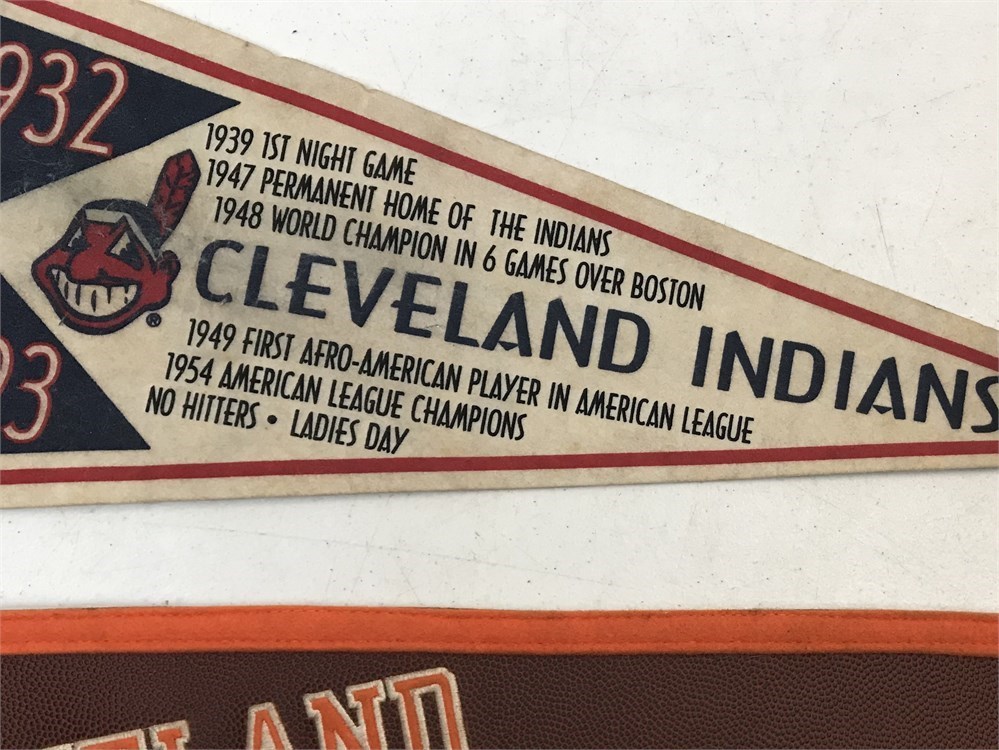 932
1939 1ST NIGHT GAME
1947 PERMANENT HOME OF THE INDIANS
1948 WORLD CHAMPION IN 6 GAMES OVER BOSTON
CLEVELAND INDIANS
®
93
1949 FIRST AFRO-AMERICAN PLAYER IN AMERICAN LEAGUE
1954 AMERICAN LEAGUE CHAMPIONS
NO HITTERS • LADIES DAY
ELAND